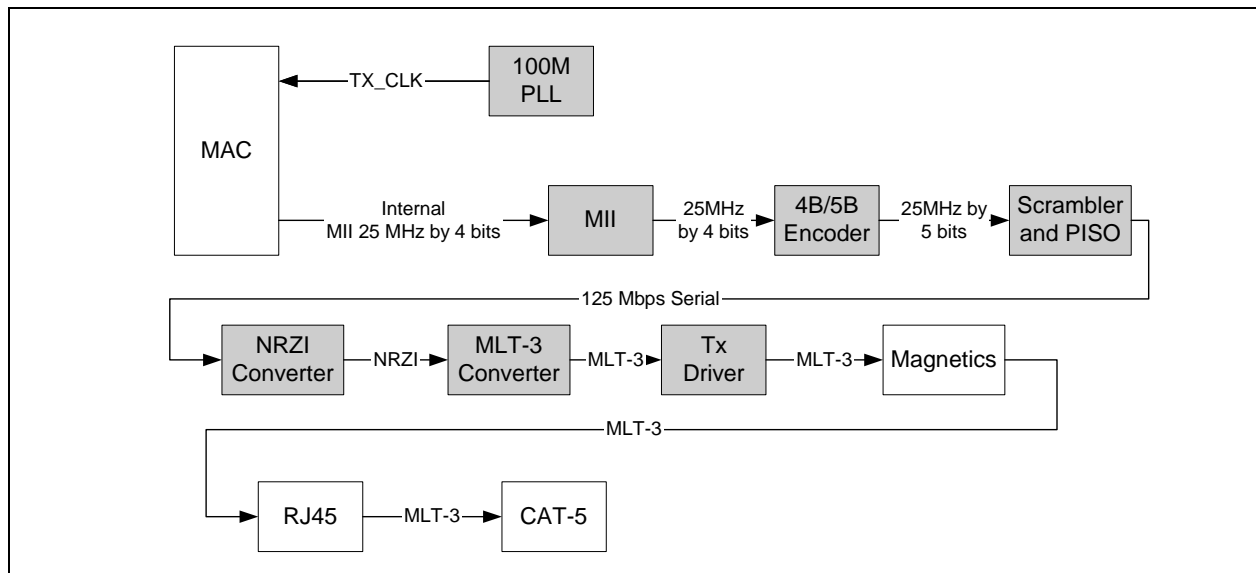 100M
PLL
TX_CLK
MAC
Internal
MII 25 MHz by 4 bits
MII
25MHz
by 4 bits
4B/5B
Encoder
25MHz by
5 bits
Scrambler
and PISO
125 Mbps Serial
NRZI
Converter
NRZI
MLT-3
Converter
MLT-3
Tx
Driver
MLT-3
Magnetics
MLT-3
RJ45
MLT-3
CAT-5